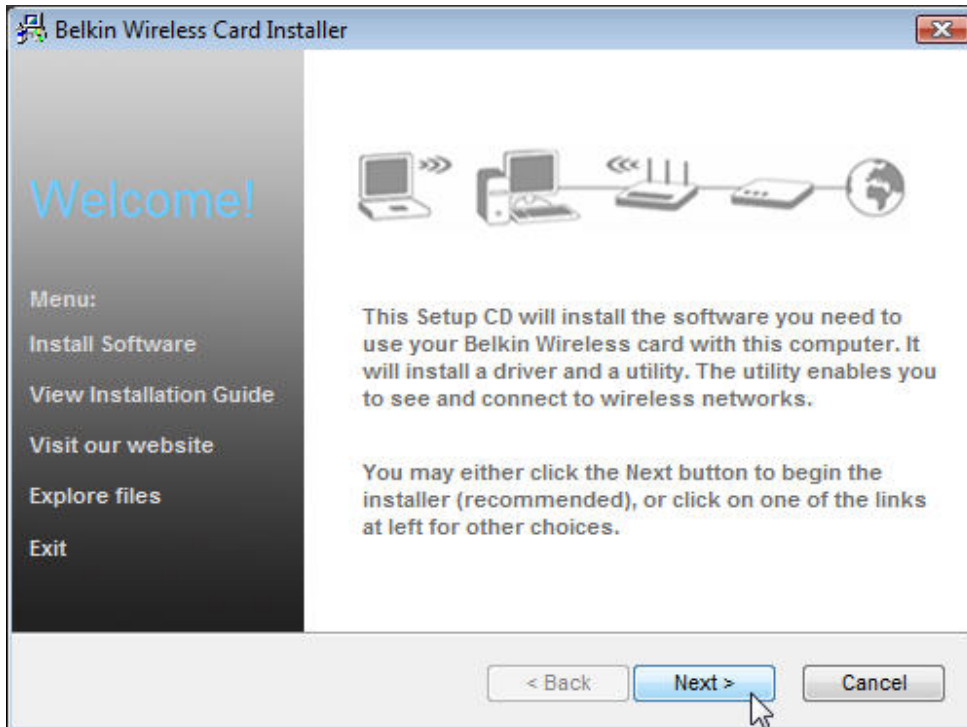 Belkin Wireless Card Installer
Welcome!
Menu:
Install Software
View Installation Guide
Visit our website
Explore files
Exit
This Setup CD will install the software you need to
use your Belkin Wireless card with this computer. It
will install a driver and a utility. The utility enables you
to see and connect to wireless networks.
You may either click the Next button to begin the
installer (recommended), or click on one of the links
at left for other choices.
< Back
Next >
Cancel